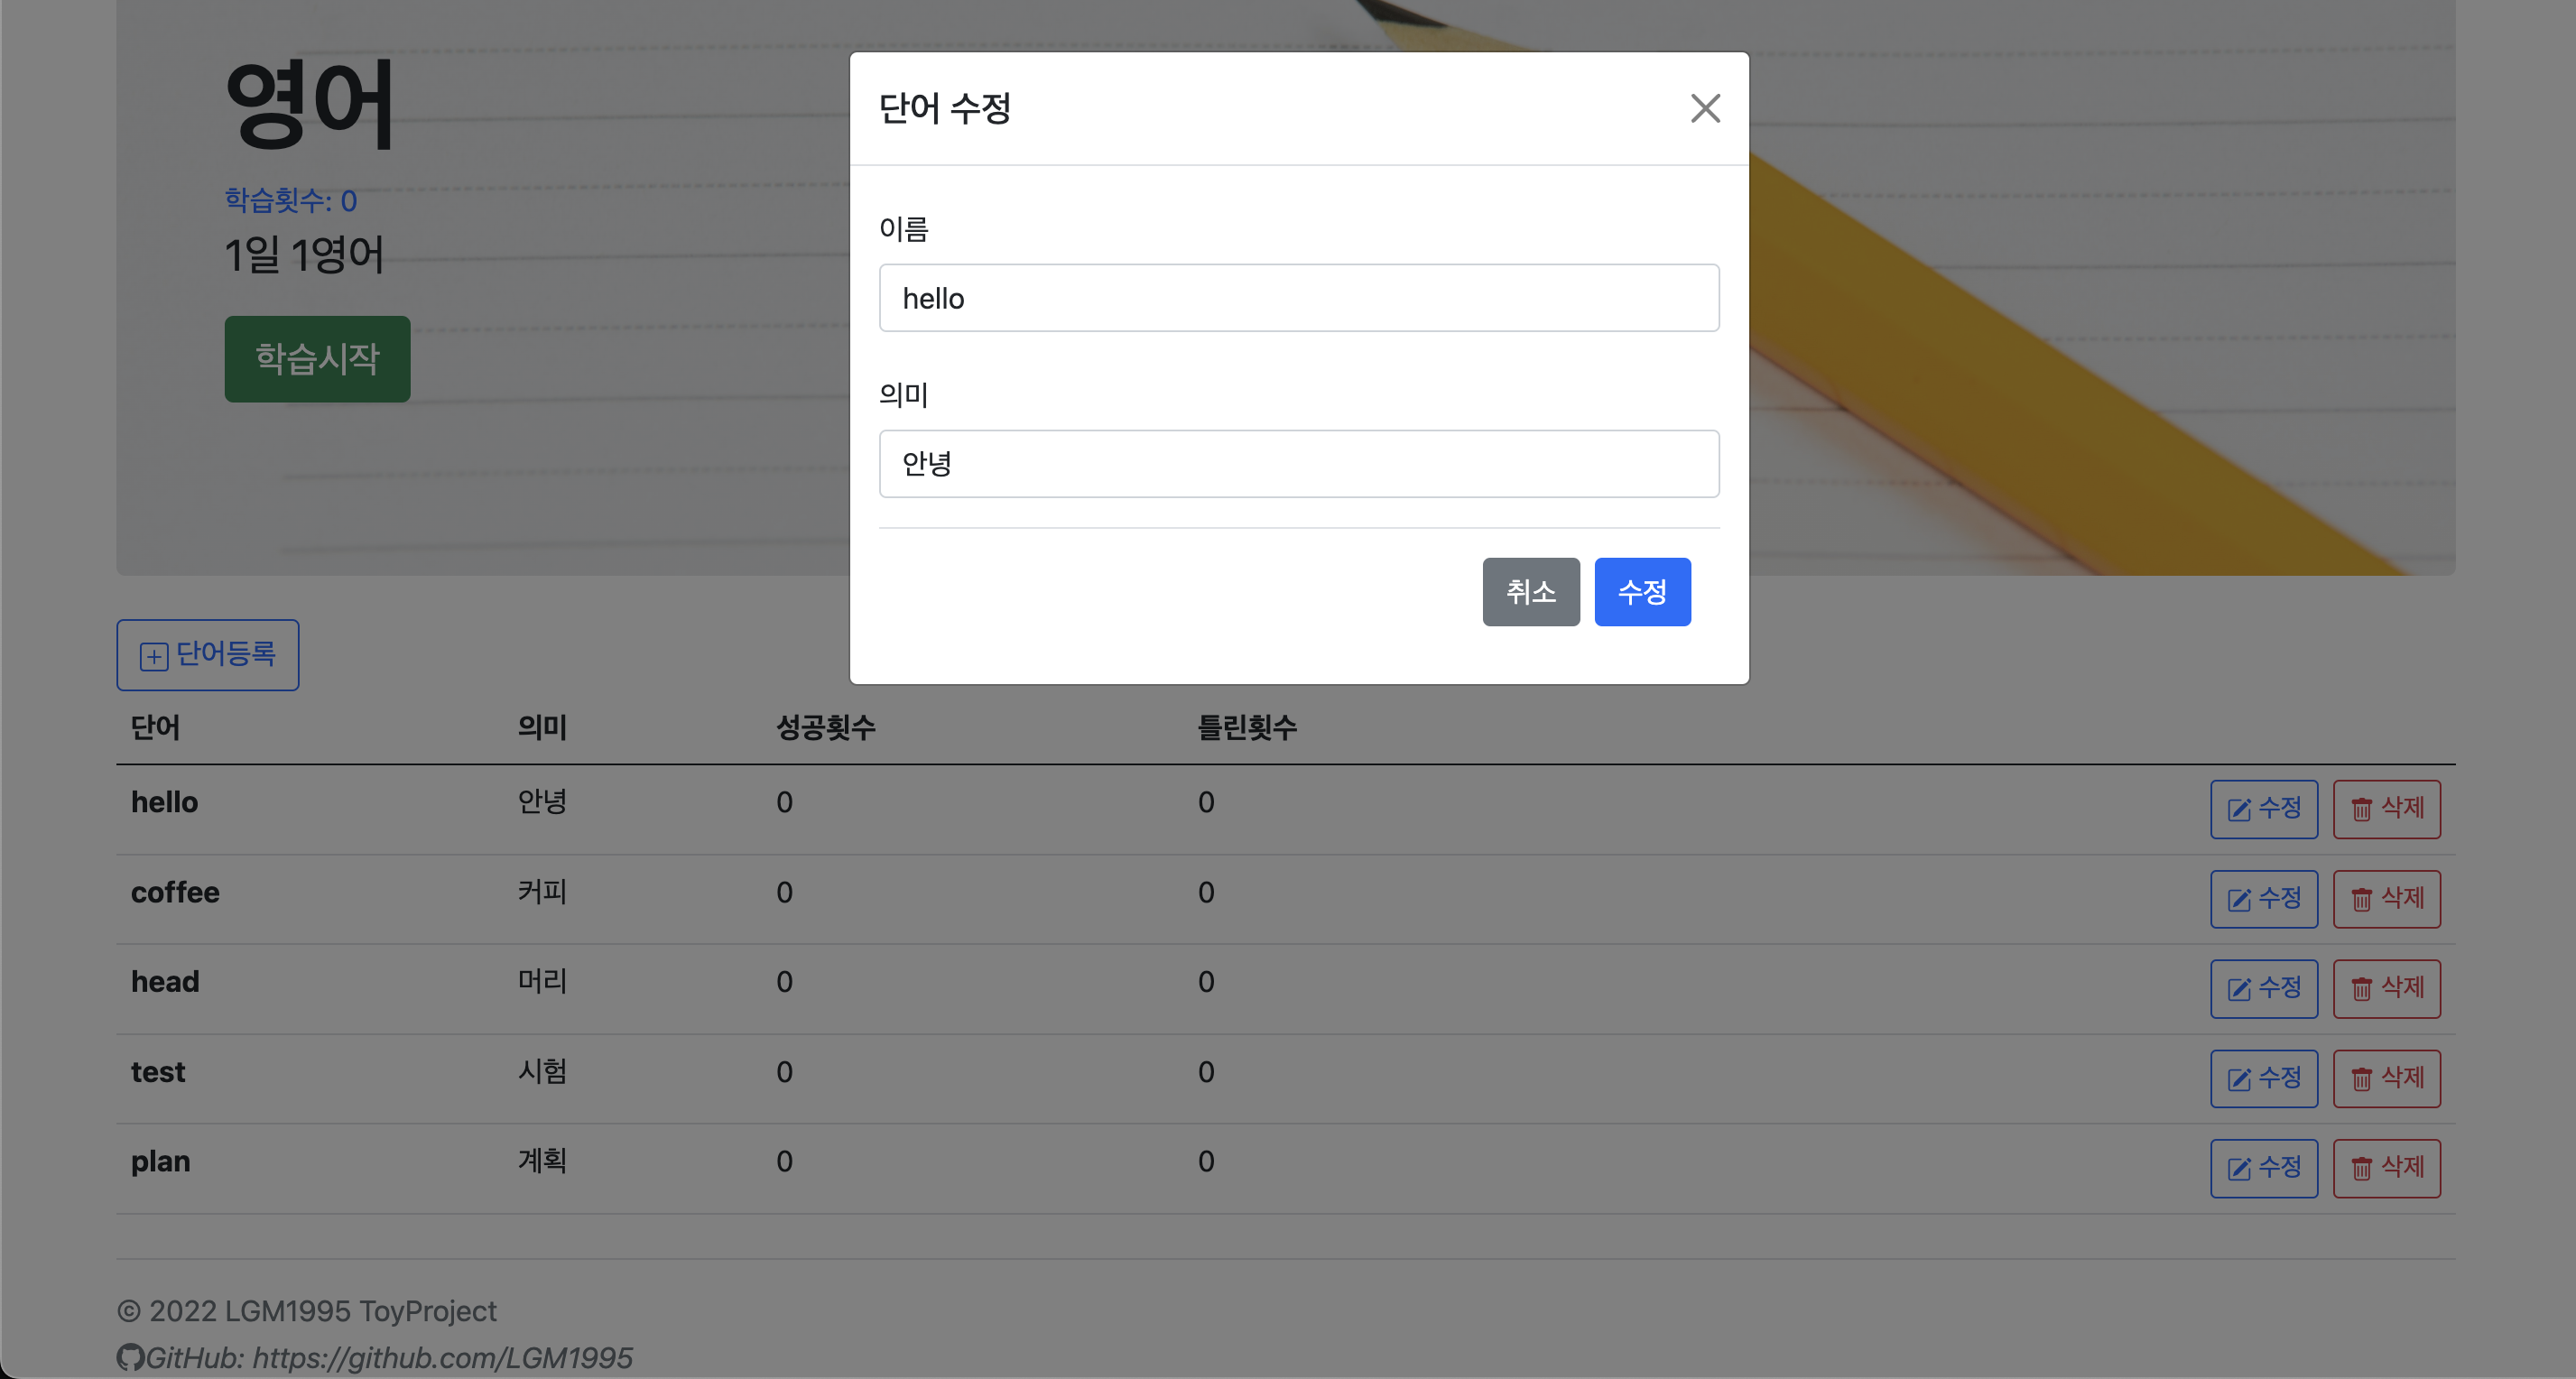 영어
학습횟수: 0
1일 1영어
학습시작
단어 수정
이름
hello
의미
안녕
취소 수정
단어등록
단어 의미 성공횟수 틀린횟수
hello 안녕 0 0 수정 삭제
coffee 커피 0 0 수정 삭제
head 머리 0 0 수정 삭제
test 시험 0 0 수정 삭제
plan 계획 0 0 수정 삭제
© 2022 LGM1995 ToyProject
GitHub: https://github.com/LGM1995